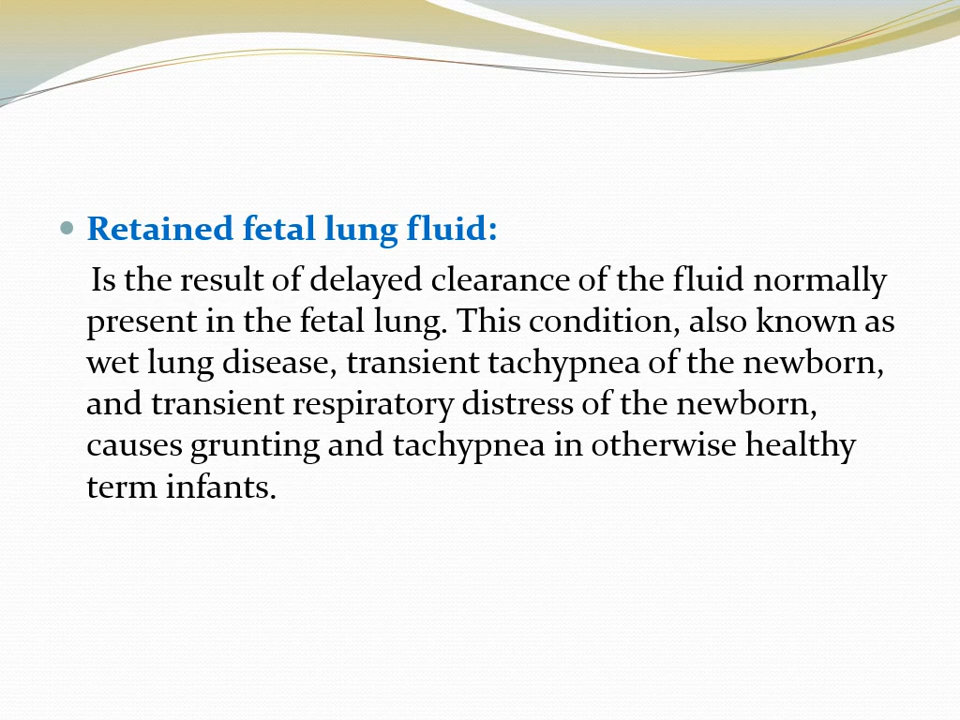 Retained fetal lung fluid:
Is the result of delayed clearance of the fluid normally
present in the fetal lung. This condition, also known as
wet lung disease, transient tachypnea of the newborn,
and transient respiratory distress of the newborn,
causes grunting and tachypnea in otherwise healthy
term infants.